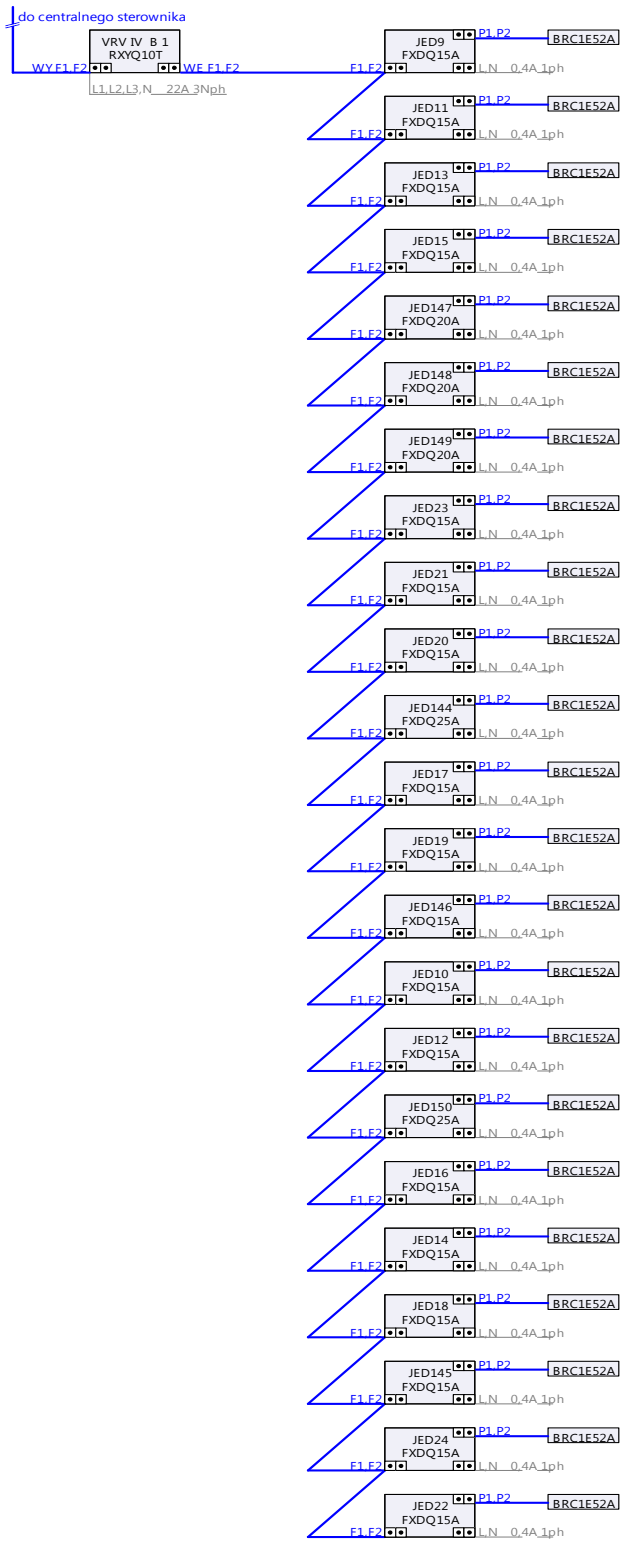 do centralnego sterownika
VRV IV B 1
RXYQ10T
WY F1,F2
WE F1,F2
L1,L2,L3,N 22A 3Nph
JED9
FXDQ15A
F1,F2
P1,P2
BRC1E52A
L,N 0,4A 1ph
JED11
FXDQ15A
F1,F2
P1,P2
BRC1E52A
L,N 0,4A 1ph
JED13
FXDQ15A
F1,F2
P1,P2
BRC1E52A
L,N 0,4A 1ph
JED15
FXDQ15A
F1,F2
P1,P2
BRC1E52A
L,N 0,4A 1ph
JED147
FXDQ20A
F1,F2
P1,P2
BRC1E52A
L,N 0,4A 1ph
JED148
FXDQ20A
F1,F2
P1,P2
BRC1E52A
L,N 0,4A 1ph
JED149
FXDQ20A
F1,F2
P1,P2
BRC1E52A
L,N 0,4A 1ph
JED23
FXDQ15A
F1,F2
P1,P2
BRC1E52A
L,N 0,4A 1ph
JED21
FXDQ15A
F1,F2
P1,P2
BRC1E52A
L,N 0,4A 1ph
JED20
FXDQ15A
F1,F2
P1,P2
BRC1E52A
L,N 0,4A 1ph
JED144
FXDQ25A
F1,F2
P1,P2
BRC1E52A
L,N 0,4A 1ph
JED17
FXDQ15A
F1,F2
P1,P2
BRC1E52A
L,N 0,4A 1ph
JED19
FXDQ15A
F1,F2
P1,P2
BRC1E52A
L,N 0,4A 1ph
JED146
FXDQ15A
F1,F2
P1,P2
BRC1E52A
L,N 0,4A 1ph
JED10
FXDQ15A
F1,F2
P1,P2
BRC1E52A
L,N 0,4A 1ph
JED12
FXDQ15A
F1,F2
P1,P2
BRC1E52A
L,N 0,4A 1ph
JED150
FXDQ25A
F1,F2
P1,P2
BRC1E52A
L,N 0,4A 1ph
JED16
FXDQ15A
F1,F2
P1,P2
BRC1E52A
L,N 0,4A 1ph
JED14
FXDQ15A
F1,F2
P1,P2
BRC1E52A
L,N 0,4A 1ph
JED18
FXDQ15A
F1,F2
P1,P2
BRC1E52A
L,N 0,4A 1ph
JED145
FXDQ15A
F1,F2
P1,P2
BRC1E52A
L,N 0,4A 1ph
JED24
FXDQ15A
F1,F2
P1,P2
BRC1E52A
L,N 0,4A 1ph
JED22
FXDQ15A
F1,F2
P1,P2
BRC1E52A
L,N 0,4A 1ph